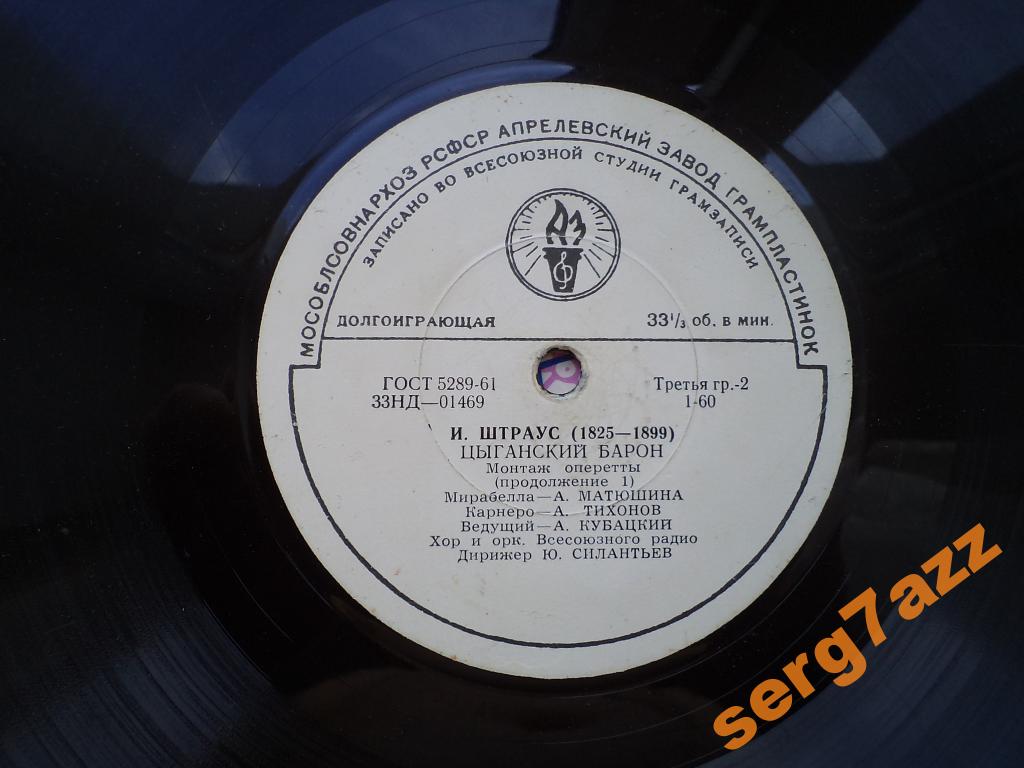 МОСОБЛСОВНАРХОЗ РСФСР АПРЕЛЕВСКИЙ ЗАВОД ГРАМПЛАСТИНОК
ЗАПИСАНО ВО ВСЕСОЮЗНОЙ СТУДИИ ГРАМЗАПИСИ
АЗ
ДОЛГОИГРАЮЩАЯ 33⅓ об. в мин.
ГОСТ 5289-61 Третья гр.-2
33НД—01469 1-60
И. ШТРАУС (1825—1899)
ЦЫГАНСКИЙ БАРОН
Монтаж оперетты
(продолжение 1)
Мирабелла—А. МАТЮШИНА
Карнеро—А. ТИХОНОВ
Ведущий—А. КУБАЦКИЙ
Хор и орк. Всесоюзного радио
Дирижер Ю. СИЛАНТЬЕВ
serg7azz